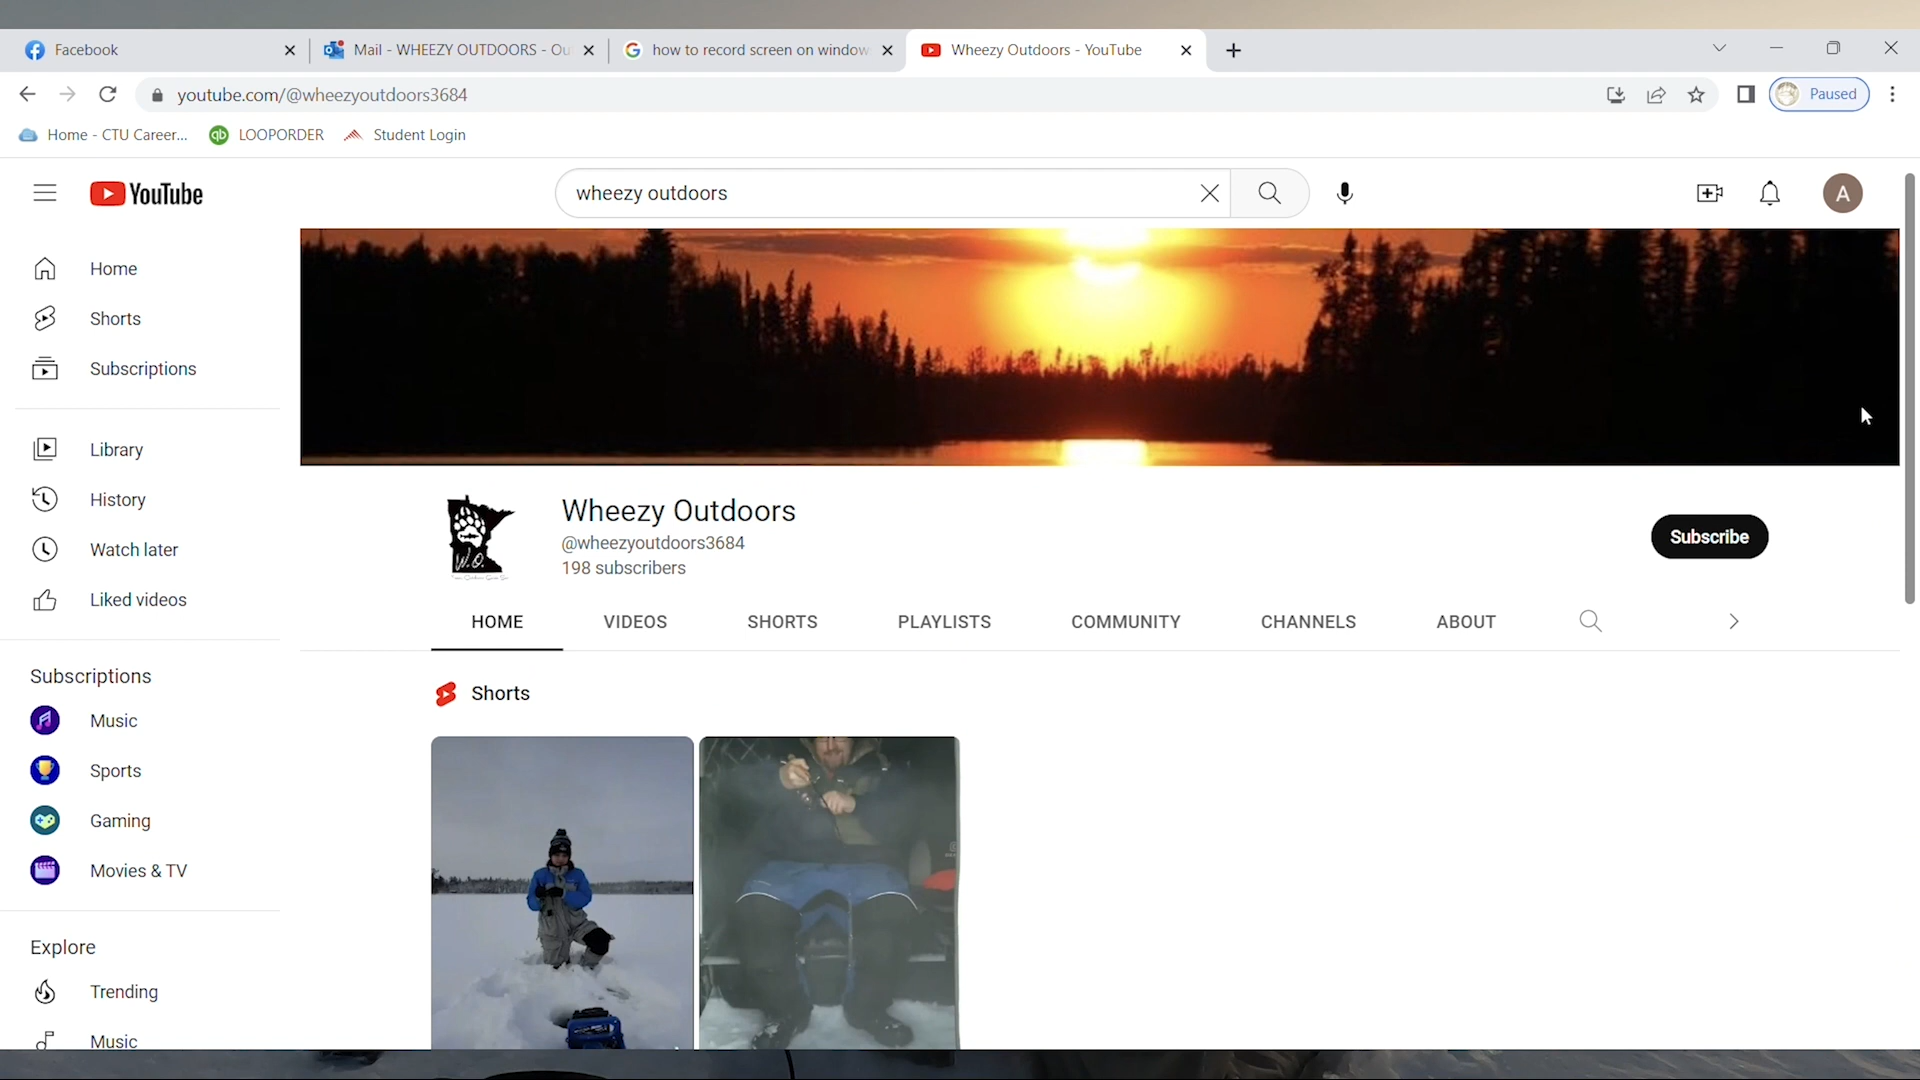 Facebook
Mail - WHEEZY OUTDOORS - Ou
how to record screen on window
Wheezy Outdoors - YouTube
youtube.com/@wheezyoutdoors3684
Paused
Home - CTU Career...
qb LOOPORDER
Student Login
YouTube
wheezy outdoors
A
Home
Shorts
Subscriptions
Library
History
Watch later
Liked videos
Subscriptions
Music
Sports
Gaming
Movies & TV
Explore
Trending
Music
W.O.
Wheezy Outdoors
@wheezyoutdoors3684
198 subscribers
Subscribe
HOME
VIDEOS
SHORTS
PLAYLISTS
COMMUNITY
CHANNELS
ABOUT
Shorts